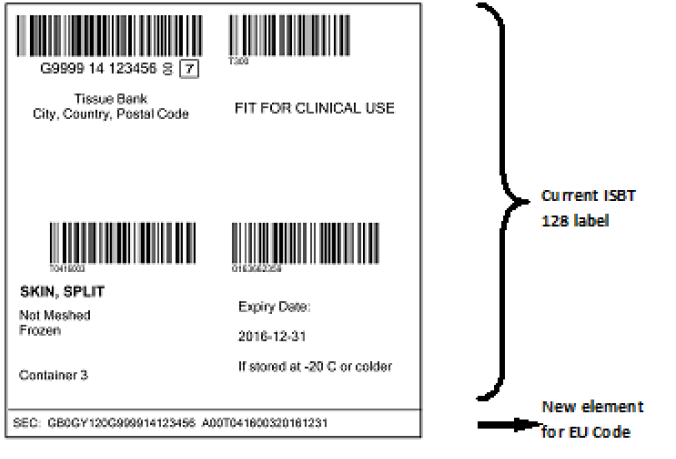 G9999 14 123456 00 7
T300
Tissue Bank
City, Country, Postal Code
FIT FOR CLINICAL USE
T0416003
0163662359
SKIN, SPLIT
Not Meshed
Frozen
Container 3
Expiry Date:
2016-12-31
If stored at -20 C or colder
SEC: GB0GY120G999914123456 A00T041600320161231
Current ISBT
128 label
New element
for EU Code